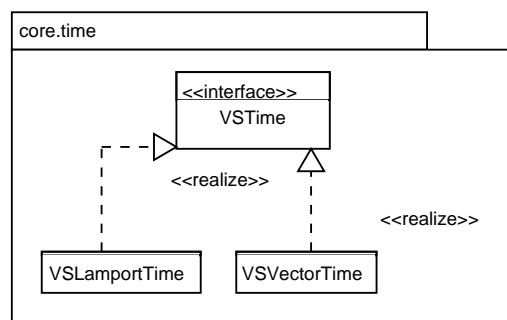 core.time
<<interface>>
VSTime
<<realize>>
<<realize>>
VSLamportTime
VSVectorTime